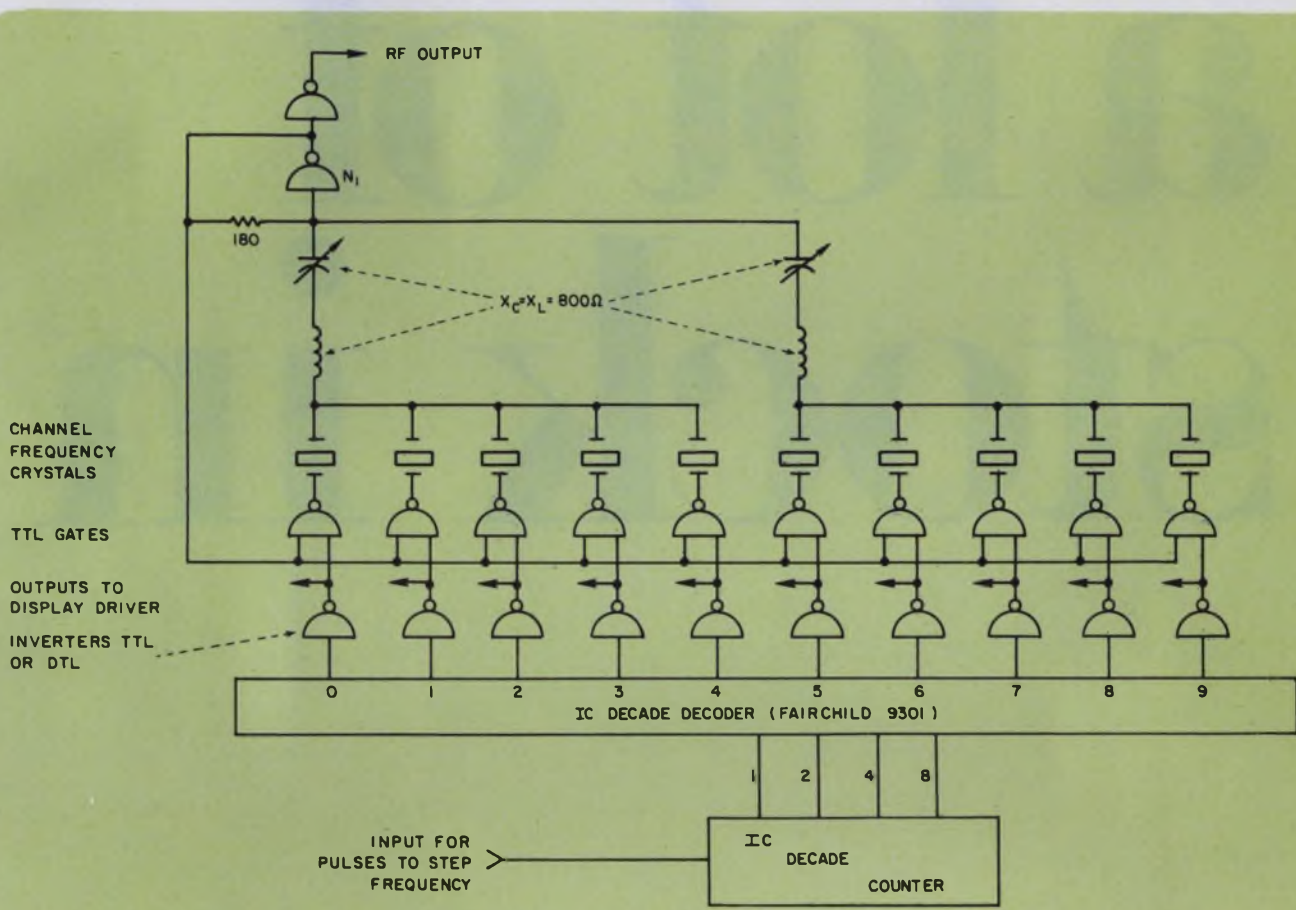 RF OUTPUT
N1
180
XC=XL=800Ω
CHANNEL
FREQUENCY
CRYSTALS
TTL GATES
OUTPUTS TO
DISPLAY DRIVER
INVERTERS TTL
OR DTL
0 1 2 3 4 5 6 7 8 9
IC DECADE DECODER (FAIRCHILD 9301)
1 2 4 8
INPUT FOR
PULSES TO STEP
FREQUENCY
IC
DECADE
COUNTER